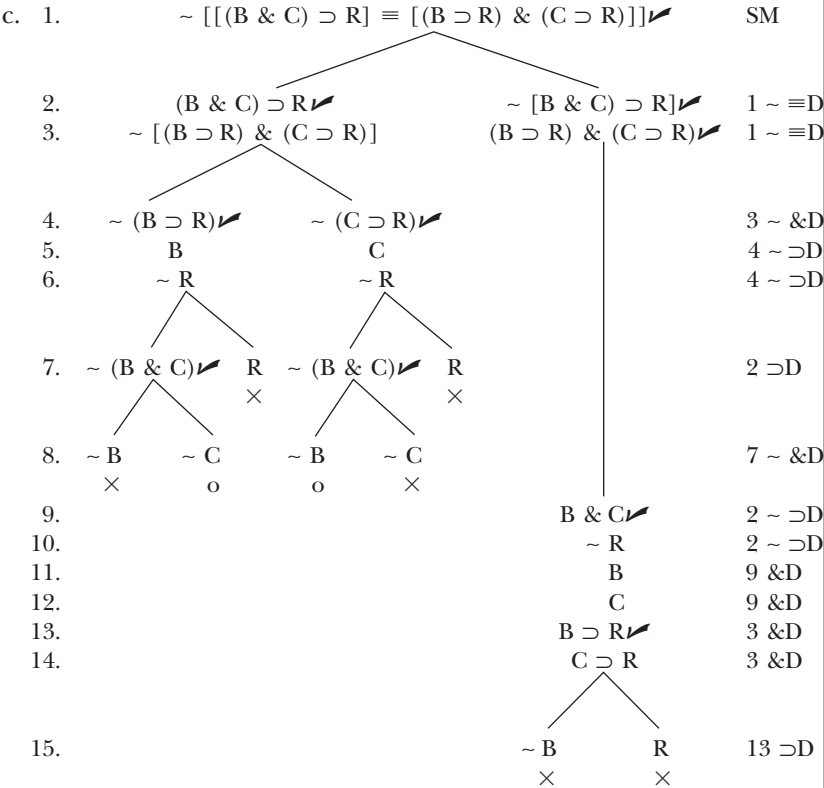 c. 1. ~ [[(B & C) ⊃ R] ≡ [(B ⊃ R) & (C ⊃ R)]]✔ SM
2. (B & C) ⊃ R✔ ~ [B & C) ⊃ R]✔ 1 ~ ≡D
3. ~ [(B ⊃ R) & (C ⊃ R)] (B ⊃ R) & (C ⊃ R)✔ 1 ~ ≡D
4. ~ (B ⊃ R)✔ ~ (C ⊃ R)✔ 3 ~ &D
5. B C 4 ~ ⊃D
6. ~ R ~ R 4 ~ ⊃D
7. ~ (B & C)✔ R ~ (B & C)✔ R 2 ⊃D
× ×
8. ~ B ~ C ~ B ~ C 7 ~ &D
× o o ×
9. B & C✔ 2 ~ ⊃D
10. ~ R 2 ~ ⊃D
11. B 9 &D
12. C 9 &D
13. B ⊃ R✔ 3 &D
14. C ⊃ R 3 &D
15. ~ B R 13 ⊃D
× ×